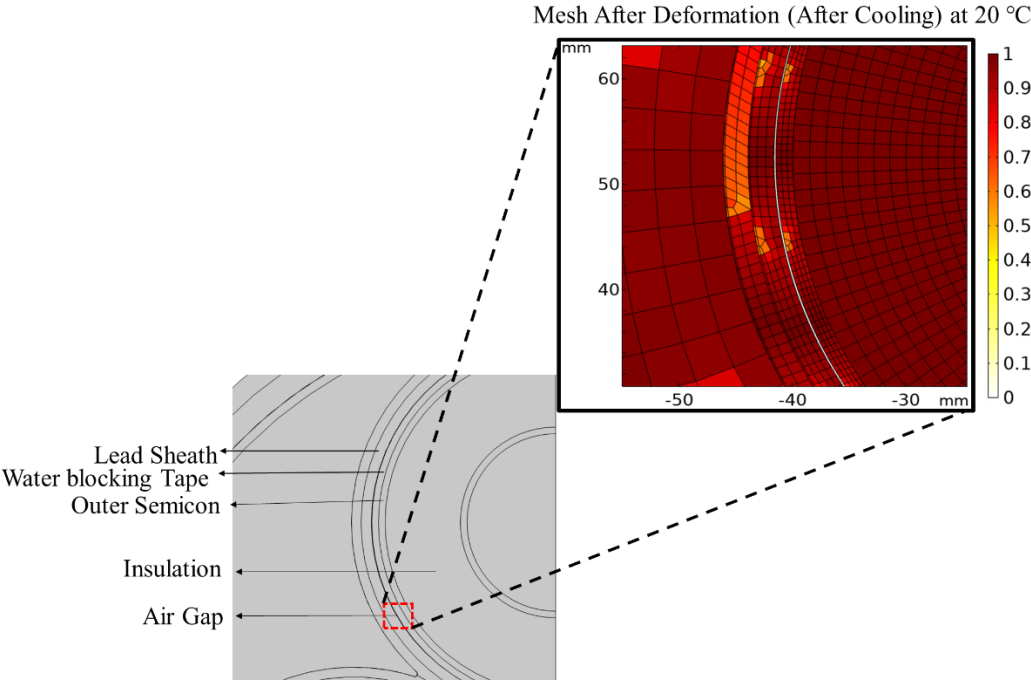 Mesh After Deformation (After Cooling) at 20 °C
mm
60
50
40
-50
-40
-30
mm
1
0.9
0.8
0.7
0.6
0.5
0.4
0.3
0.2
0.1
0
Lead Sheath
Water blocking Tape
Outer Semicon
Insulation
Air Gap